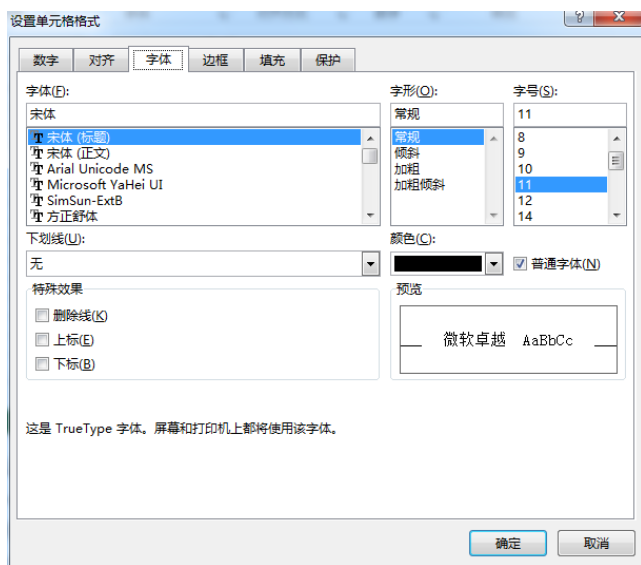 设置单元格格式
数字 对齐 字体 边框 填充 保护
字体(F): 字形(O): 字号(S):
宋体 常规 11
宋体 (标题) 常规 8
宋体 (正文) 倾斜 9
Arial Unicode MS 加粗 10
Microsoft YaHei UI 加粗倾斜 11
SimSun-ExtB 12
方正舒体 14
下划线(U): 颜色(C):
无 普通字体(N)
特殊效果 预览
删除线(K)
上标(E) 微软卓越 AaBbCc
下标(B)
这是 TrueType 字体。屏幕和打印机上都将使用该字体。
确定 取消